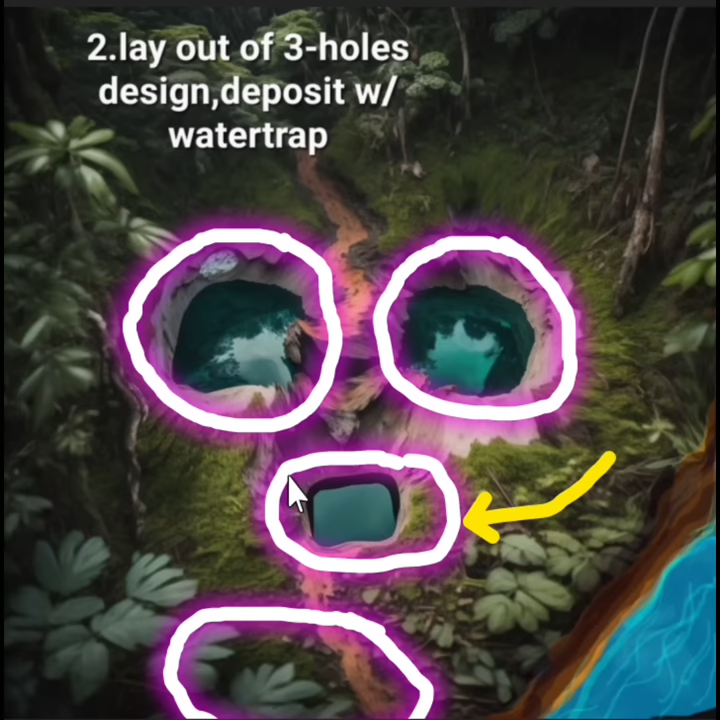 2.lay out of 3-holes
design,deposit w/
watertrap